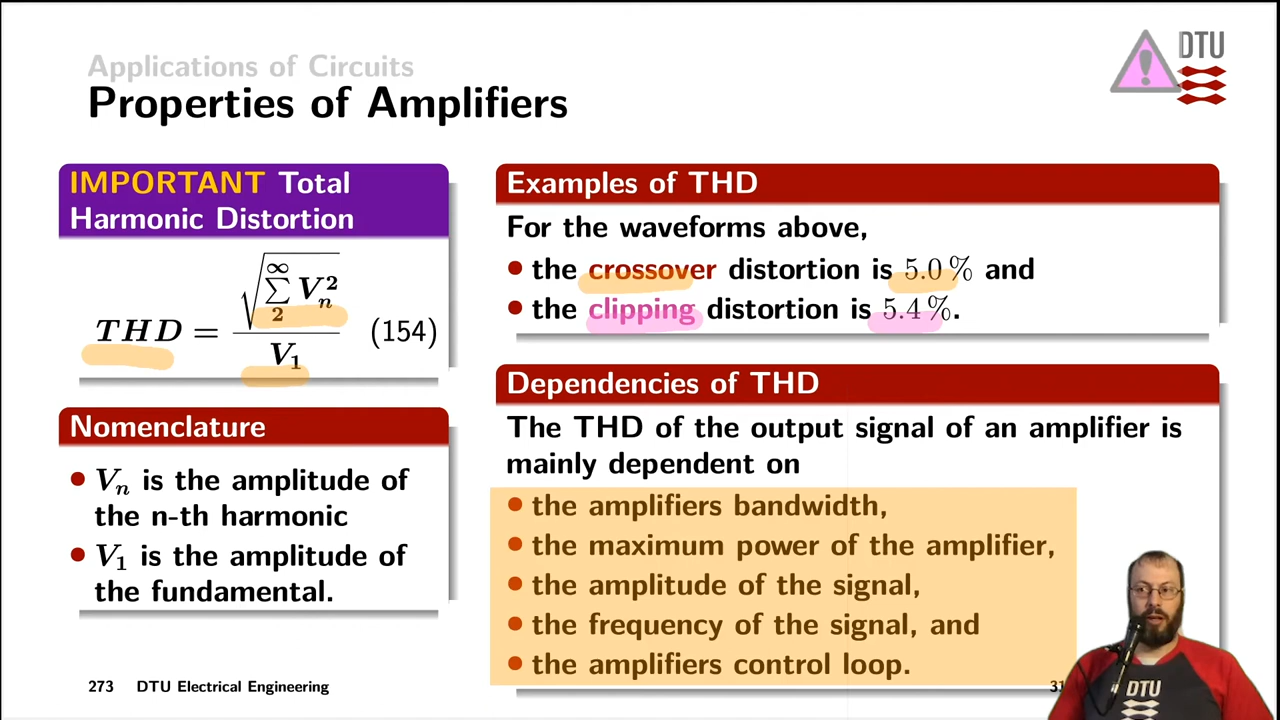 Applications of Circuits
Properties of Amplifiers
DTU
IMPORTANT Total
Harmonic Distortion
THD = √(∑₂^∞ Vₙ²) / V₁ (154)
Nomenclature
• Vₙ is the amplitude of
the n-th harmonic
• V₁ is the amplitude of
the fundamental.
Examples of THD
For the waveforms above,
• the crossover distortion is 5.0 % and
• the clipping distortion is 5.4 %.
Dependencies of THD
The THD of the output signal of an amplifier is
mainly dependent on
• the amplifiers bandwidth,
• the maximum power of the amplifier,
• the amplitude of the signal,
• the frequency of the signal, and
• the amplifiers control loop.
273 DTU Electrical Engineering
DTU